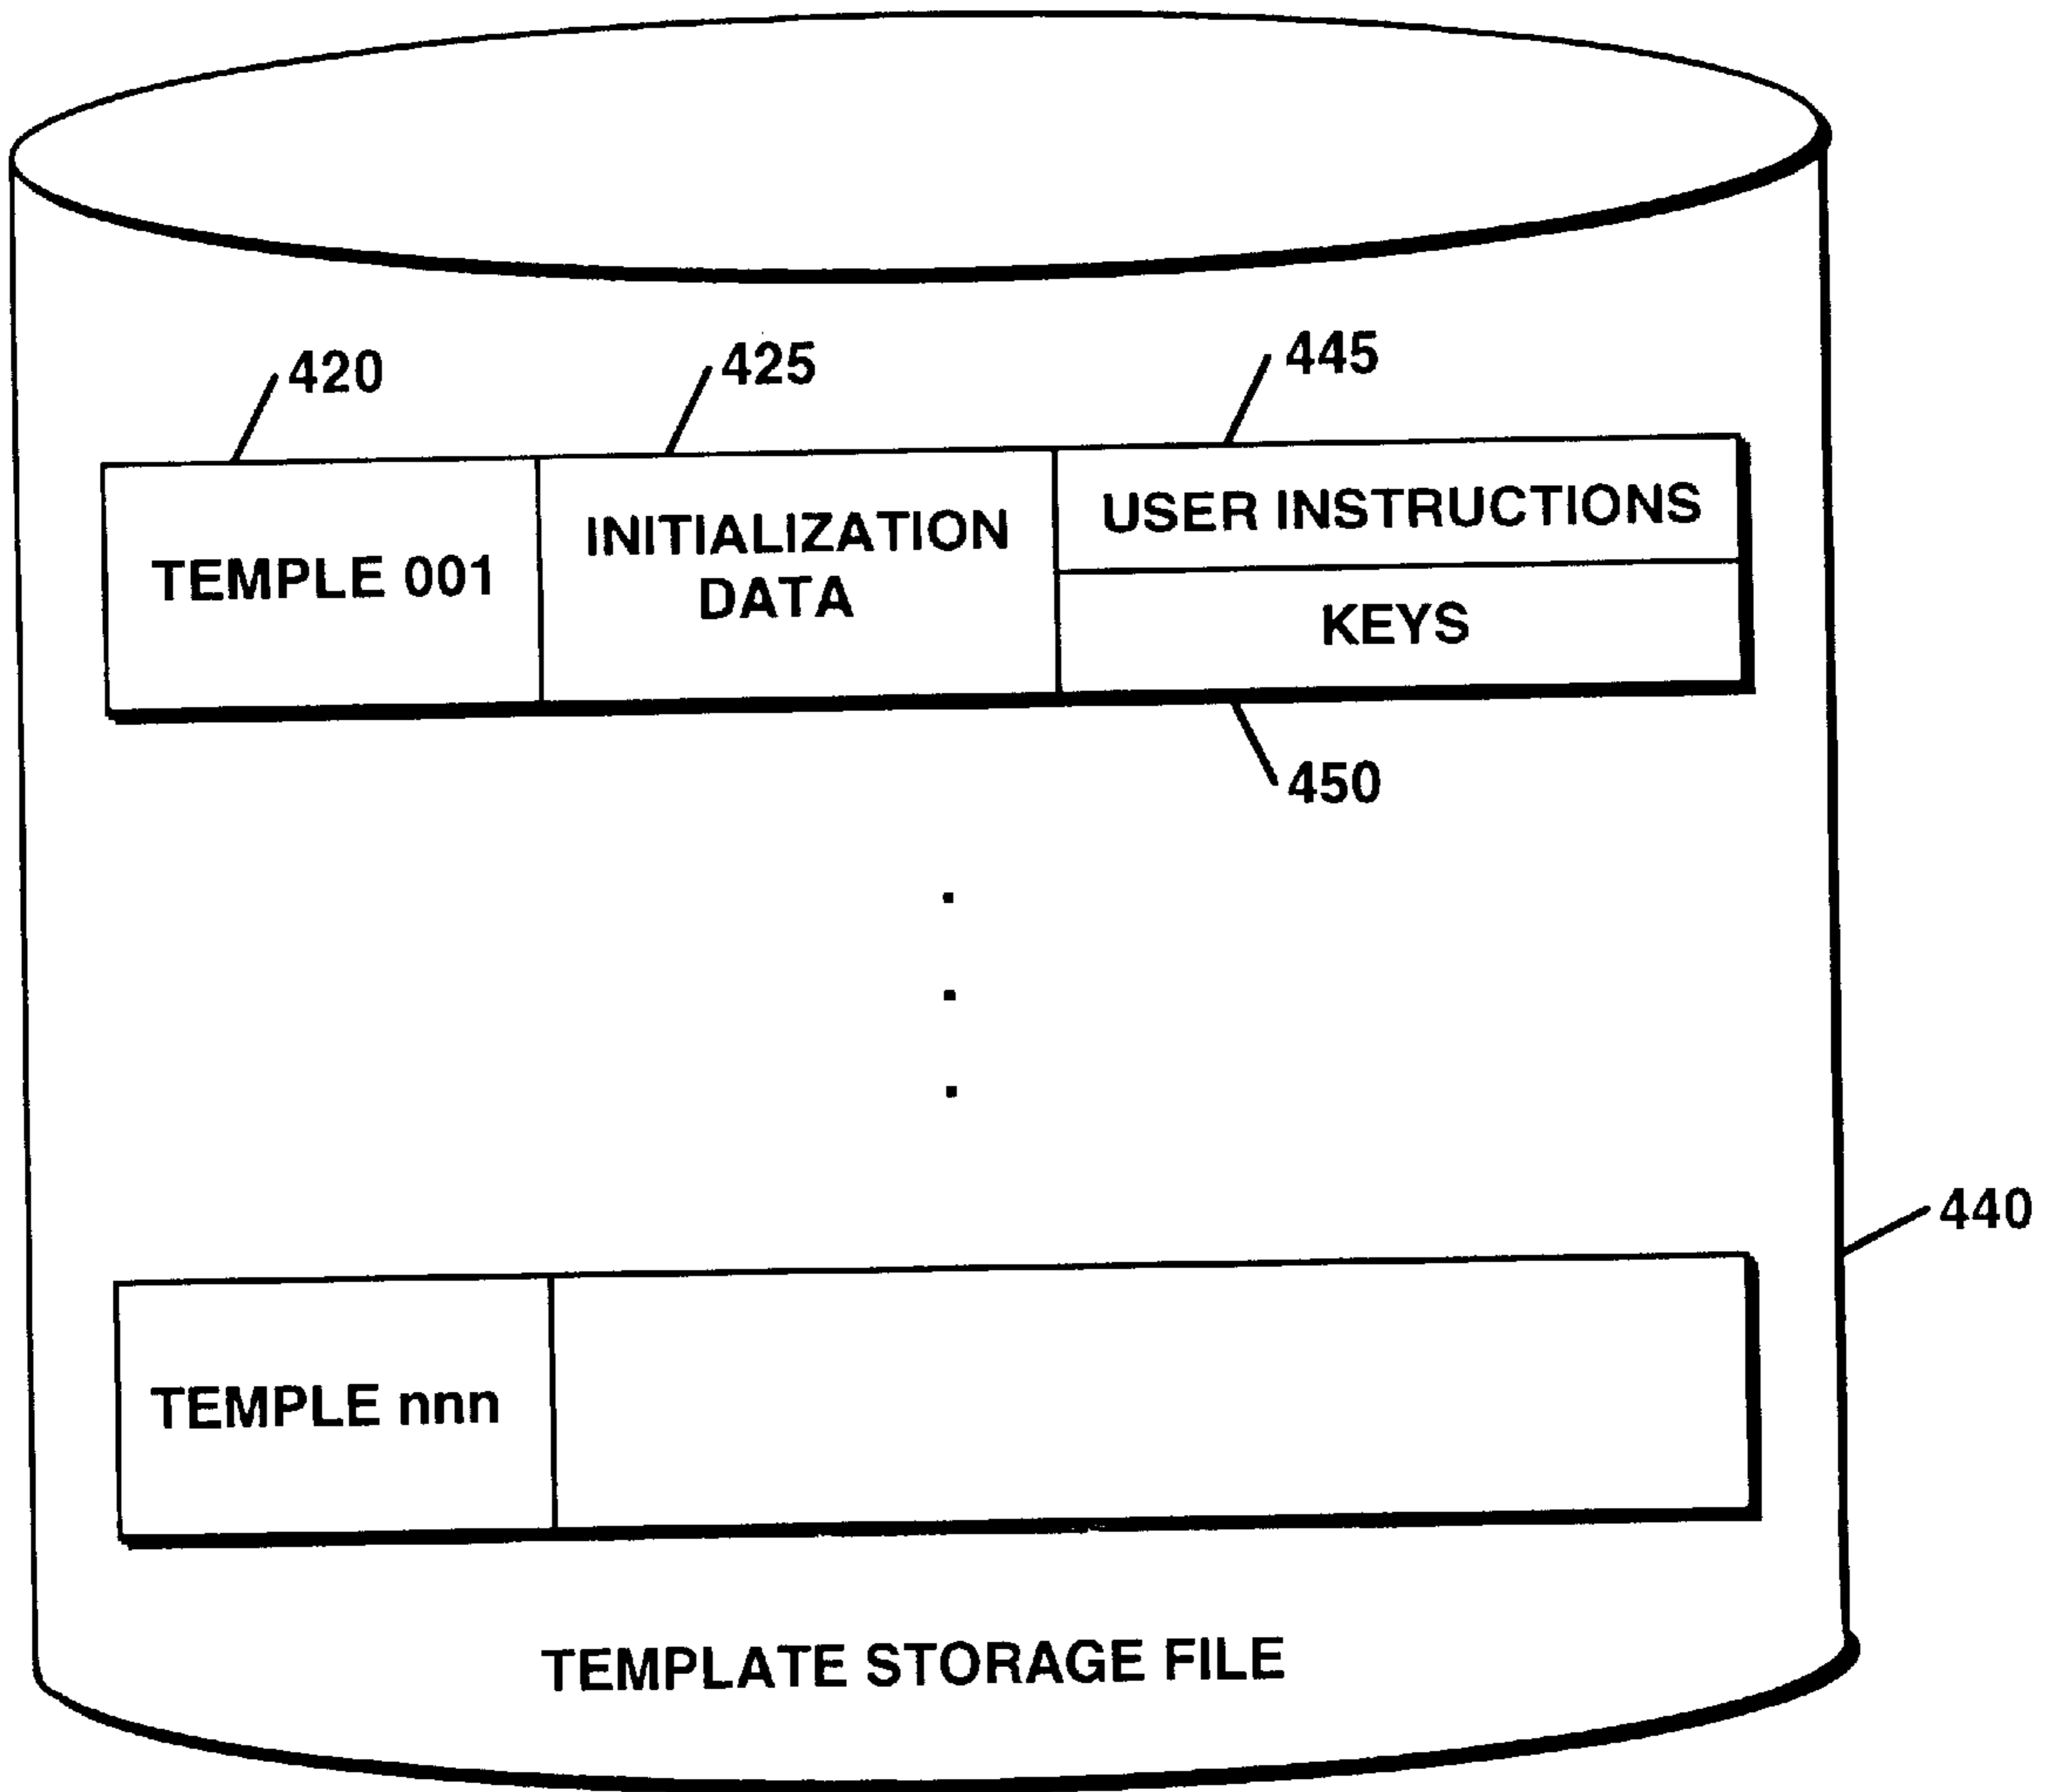 420
425
445
TEMPLE 001
INITIALIZATION
DATA
USER INSTRUCTIONS
KEYS
450
440
TEMPLE nnn
TEMPLATE STORAGE FILE